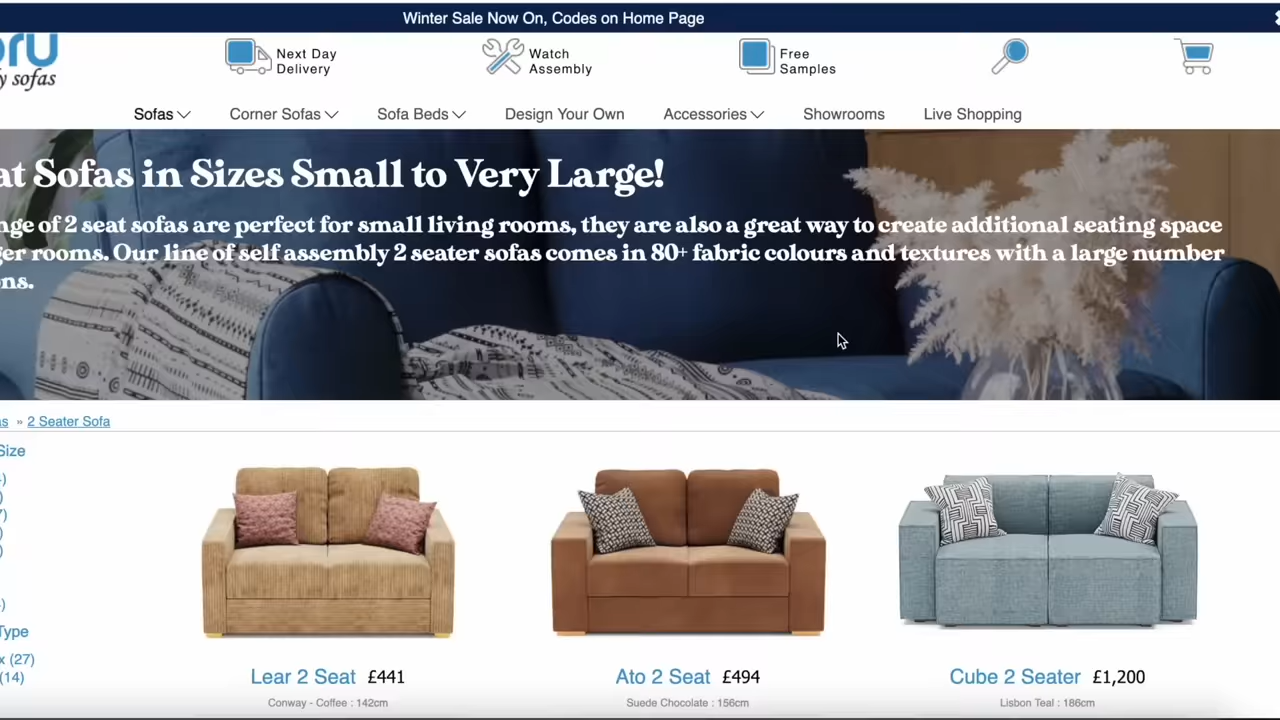 Winter Sale Now On, Codes on Home Page
Next Day
Delivery
Watch
Assembly
Free
Samples
sofas
Sofas
Corner Sofas
Sofa Beds
Design Your Own
Accessories
Showrooms
Live Shopping
at Sofas in Sizes Small to Very Large!
nge of 2 seat sofas are perfect for small living rooms, they are also a great way to create additional seating space
ger rooms. Our line of self assembly 2 seater sofas comes in 80+ fabric colours and textures with a large number
ns.
as » 2 Seater Sofa
Size
Type
x (27)
(14)
Lear 2 Seat £441
Conway - Coffee : 142cm
Ato 2 Seat £494
Suede Chocolate : 156cm
Cube 2 Seater £1,200
Lisbon Teal : 186cm